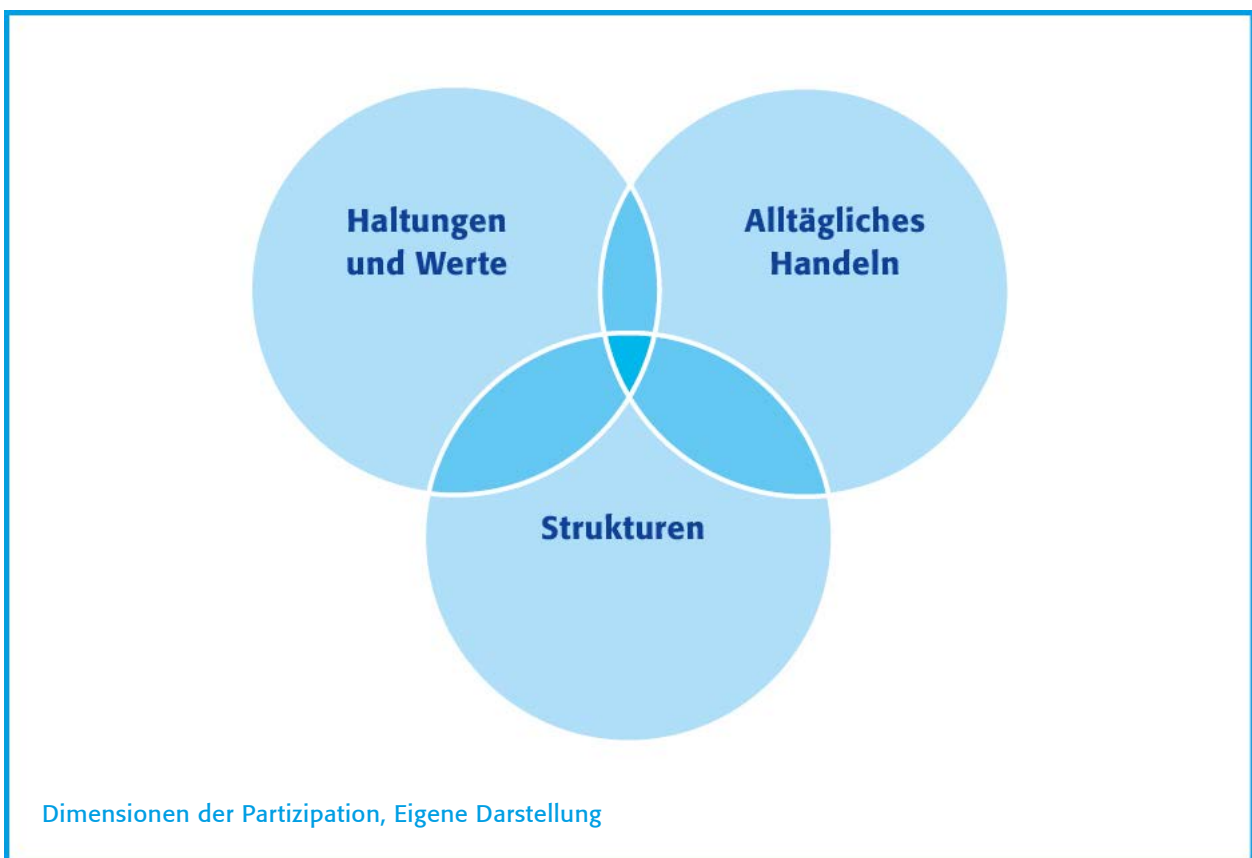 Haltungen
und Werte
Alltägliches
Handeln
Strukturen
Dimensionen der Partizipation, Eigene Darstellung